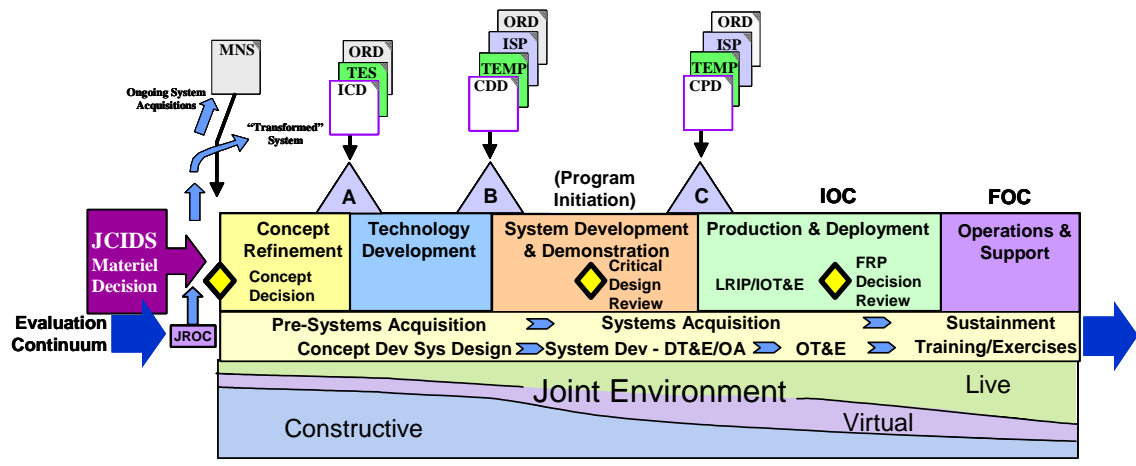 MNS
ORD
TES
ICD
ORD
ISP
TEMP
CDD
ORD
ISP
TEMP
CPD
Ongoing System
Acquisitions
“Transformed”
System
A
B
(Program
Initiation)
C
IOC
FOC
JCIDS
Materiel
Decision
Concept
Refinement
Concept
Decision
Technology
Development
System Development
& Demonstration
Critical
Design
Review
Production & Deployment
LRIP/IOT&E
FRP
Decision
Review
Operations &
Support
Evaluation
Continuum
JROC
Pre-Systems Acquisition
Systems Acquisition
Sustainment
Concept Dev Sys Design
System Dev - DT&E/OA
OT&E
Training/Exercises
Joint Environment
Live
Virtual
Constructive